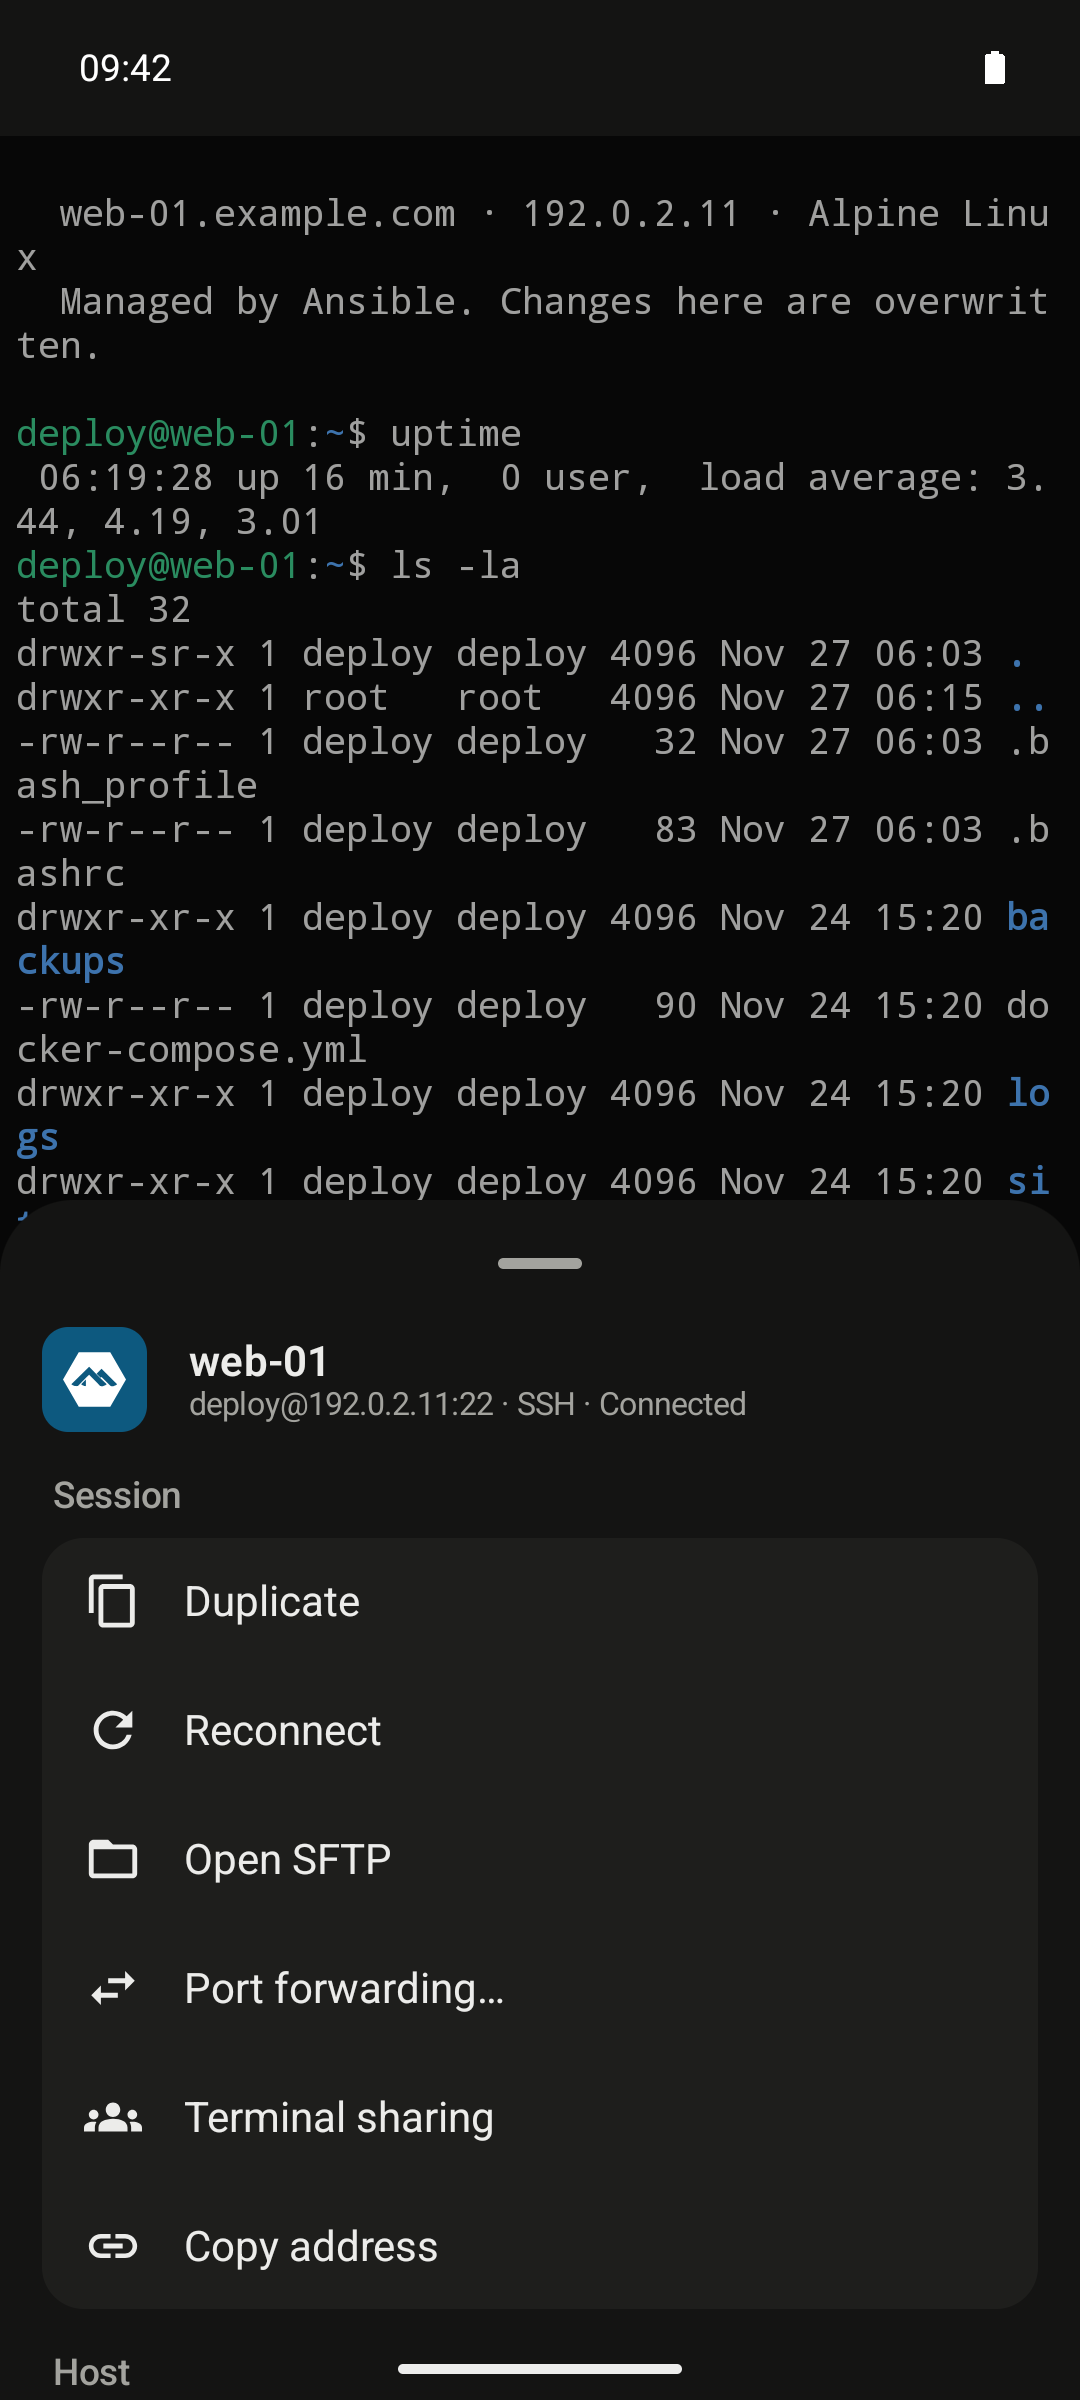 09:42
web-01.example.com · 192.0.2.11 · Alpine Linu
x
Managed by Ansible. Changes here are overwrit
ten.
deploy@web-01:~$ uptime
06:19:28 up 16 min,  0 user,  load average: 3.
44, 4.19, 3.01
deploy@web-01:~$ ls -la
total 32
drwxr-sr-x 1 deploy deploy 4096 Nov 27 06:03 .
drwxr-xr-x 1 root   root   4096 Nov 27 06:15 ..
-rw-r--r-- 1 deploy deploy   32 Nov 27 06:03 .b
ash_profile
-rw-r--r-- 1 deploy deploy   83 Nov 27 06:03 .b
ashrc
drwxr-xr-x 1 deploy deploy 4096 Nov 24 15:20 ba
ckups
-rw-r--r-- 1 deploy deploy   90 Nov 24 15:20 do
cker-compose.yml
drwxr-xr-x 1 deploy deploy 4096 Nov 24 15:20 lo
gs
drwxr-xr-x 1 deploy deploy 4096 Nov 24 15:20 si
web-01
deploy@192.0.2.11:22 · SSH · Connected
Session
Duplicate
Reconnect
Open SFTP
Port forwarding…
Terminal sharing
Copy address
Host